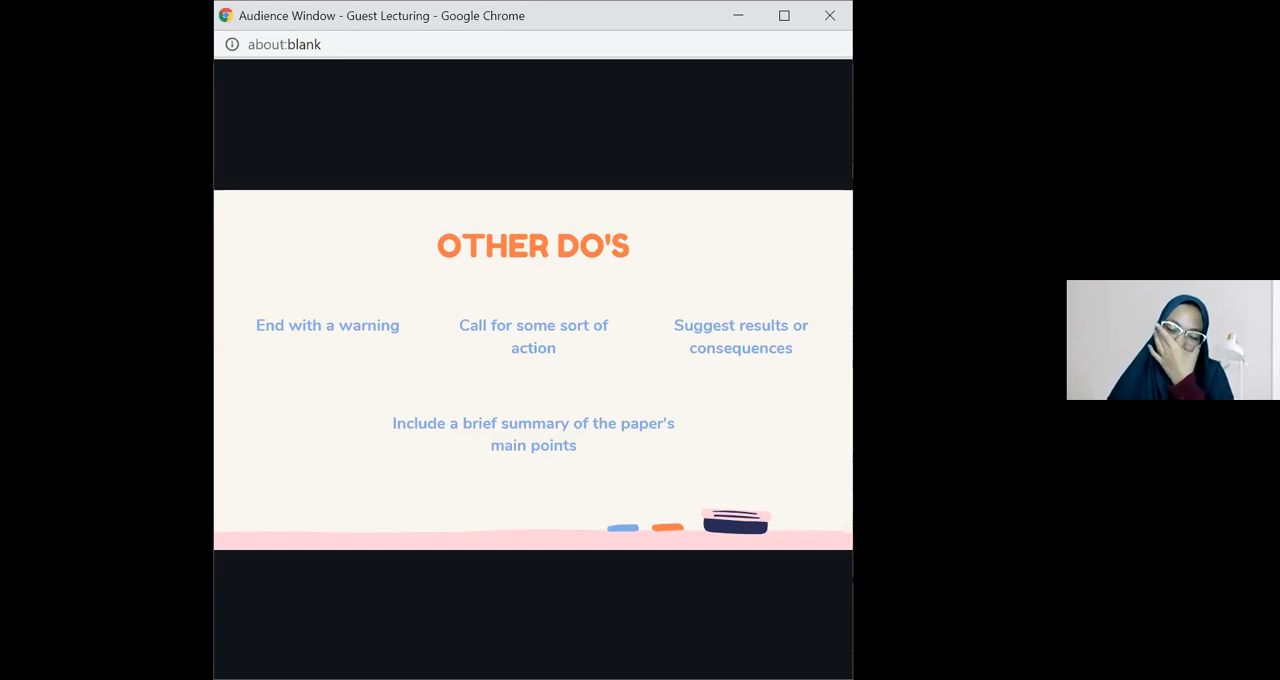 Audience Window - Guest Lecturing - Google Chrome
about:blank
OTHER DO'S
End with a warning
Call for some sort of
action
Suggest results or
consequences
Include a brief summary of the paper's
main points